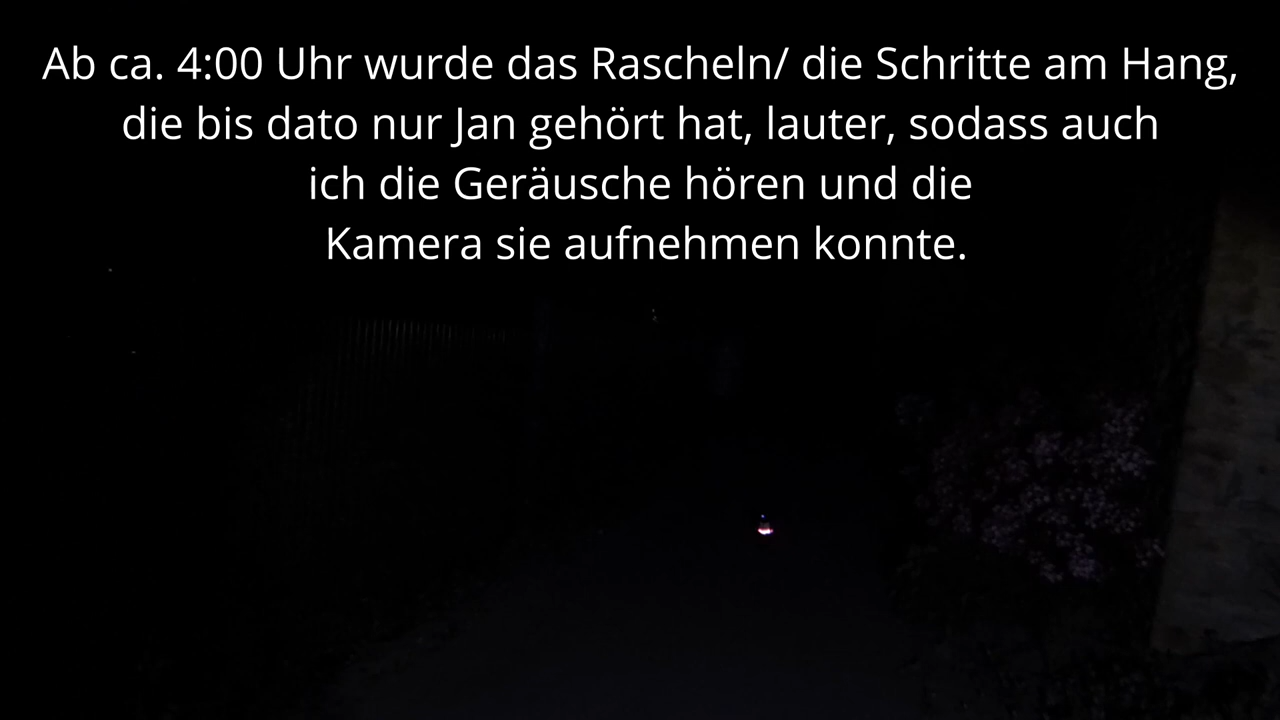 Ab ca. 4:00 Uhr wurde das Rascheln/ die Schritte am Hang,
die bis dato nur Jan gehört hat, lauter, sodass auch
ich die Geräusche hören und die
Kamera sie aufnehmen konnte.